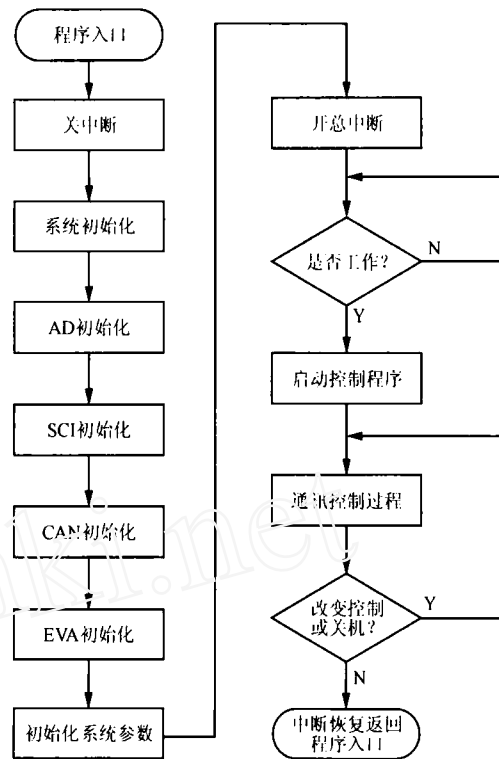 程序入口
关中断
系统初始化
AD初始化
SCI初始化
CAN初始化
EVA初始化
初始化系统参数
开总中断
是否工作?
N
Y
启动控制程序
通讯控制过程
改变控制
或关机?
Y
N
中断恢复返回
程序入口
nki.net